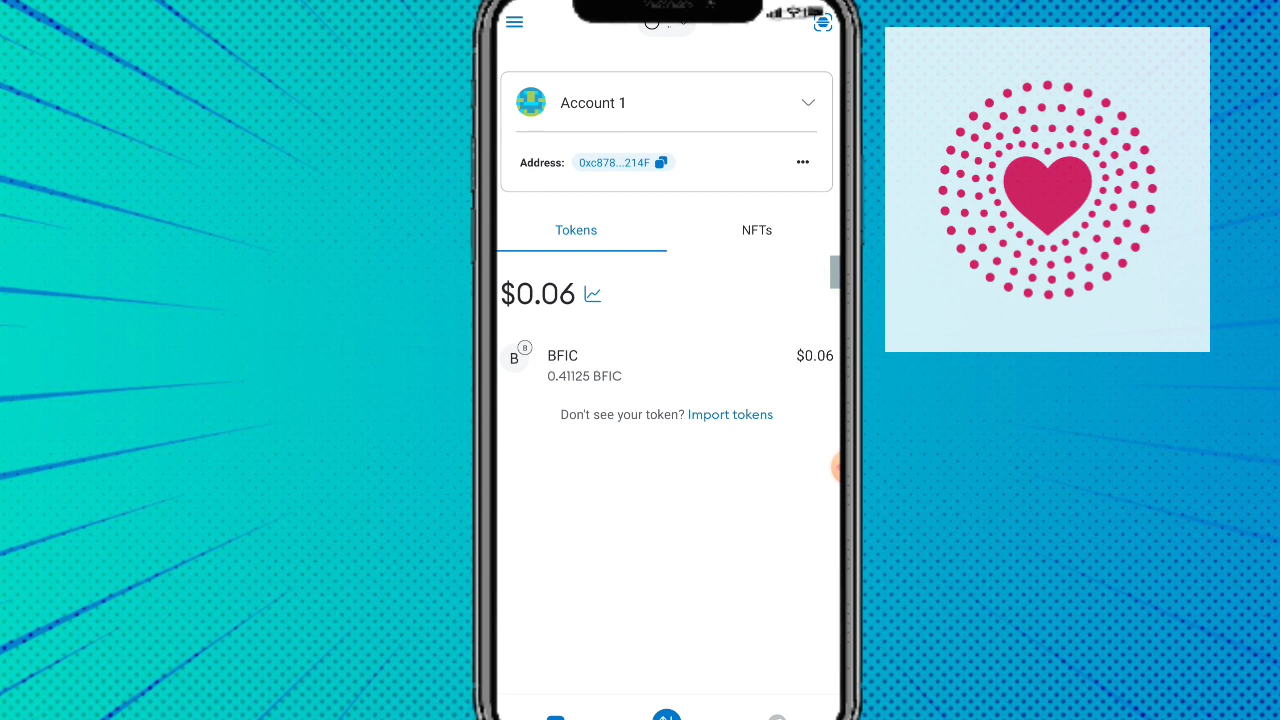 Account 1
Address: 0xc878...214F
Tokens
NFTs
$0.06
B
B
BFIC
$0.06
0.41125 BFIC
Don't see your token? Import tokens